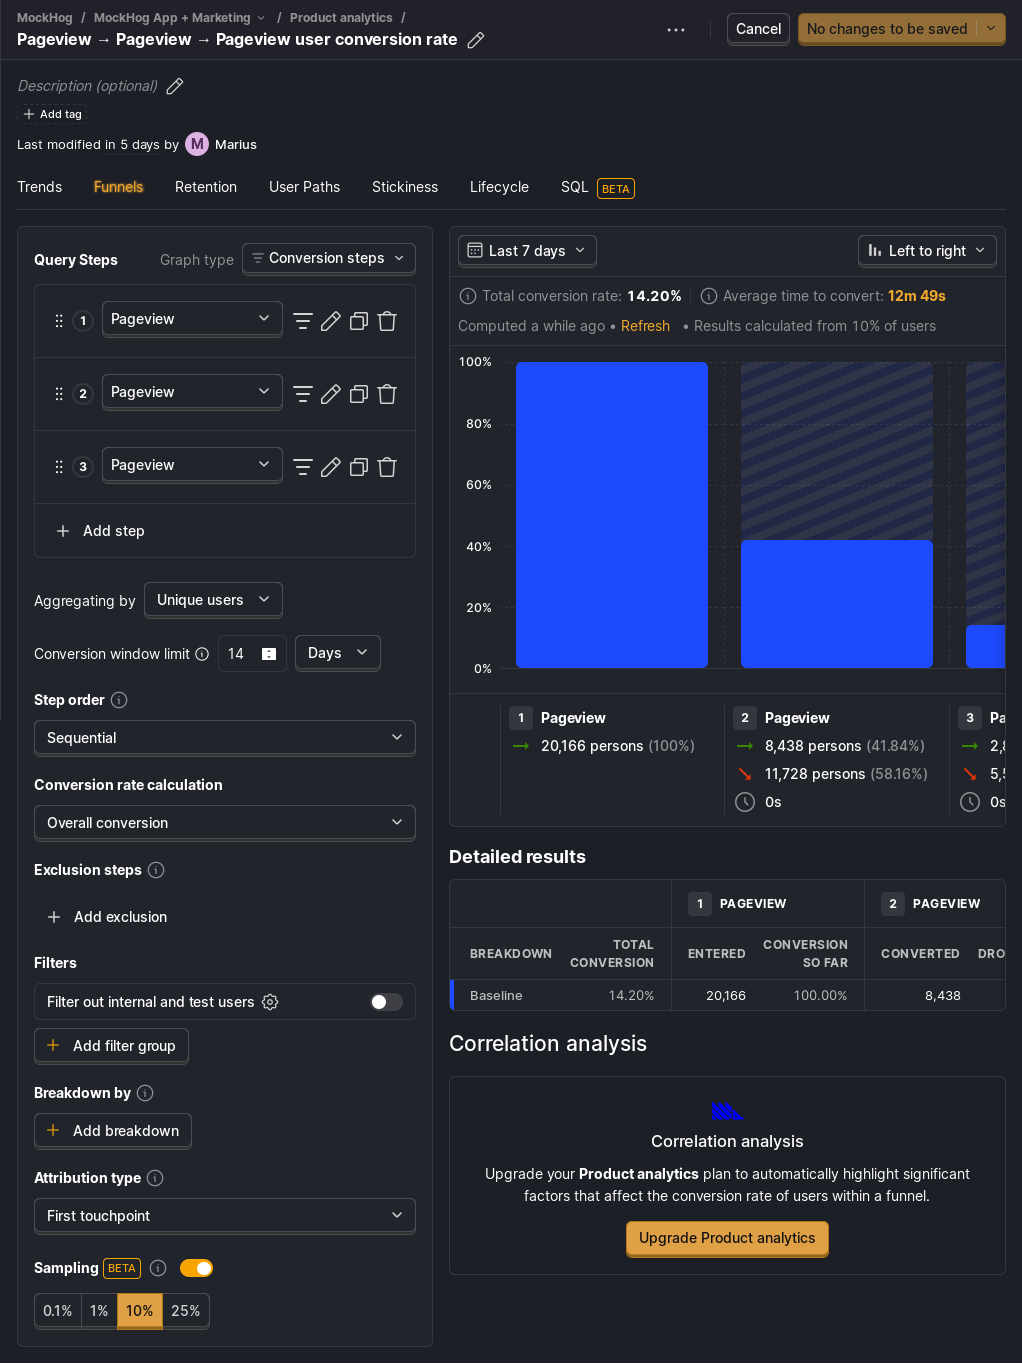 MockHog / MockHog App + Marketing / Product analytics /
Pageview → Pageview → Pageview user conversion rate
Cancel
No changes to be saved
Description (optional)
Add tag
Last modified in 5 days by M Marius
Trends Funnels Retention User Paths Stickiness Lifecycle SQL BETA
Query Steps
Graph type Conversion steps
1 Pageview
2 Pageview
3 Pageview
Add step
Aggregating by Unique users
Conversion window limit 14 Days
Step order
Sequential
Conversion rate calculation
Overall conversion
Exclusion steps
Add exclusion
Filters
Filter out internal and test users
Add filter group
Breakdown by
Add breakdown
Attribution type
First touchpoint
Sampling BETA
0.1% 1% 10% 25%
Last 7 days
Left to right
Total conversion rate: 14.20% Average time to convert: 12m 49s
Computed a while ago • Refresh • Results calculated from 10% of users
100%
80%
60%
40%
20%
0%
1 Pageview
20,166 persons (100%)
2 Pageview
8,438 persons (41.84%)
11,728 persons (58.16%)
0s
3 Pa
2,8
5,5
0s
Detailed results
1 PAGEVIEW 2 PAGEVIEW
BREAKDOWN TOTAL CONVERSION ENTERED CONVERSION SO FAR CONVERTED DRO
Baseline 14.20% 20,166 100.00% 8,438
Correlation analysis
Correlation analysis
Upgrade your Product analytics plan to automatically highlight significant
factors that affect the conversion rate of users within a funnel.
Upgrade Product analytics